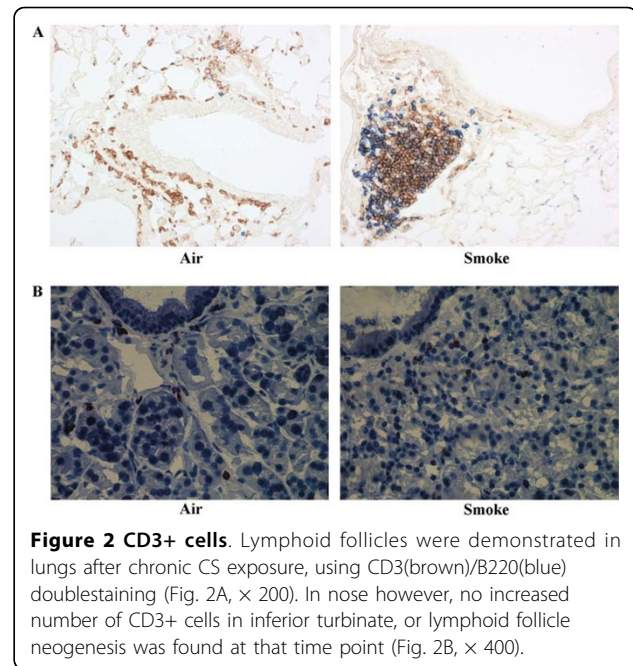 A
Air Smoke
B
Air Smoke
Figure 2 CD3+ cells. Lymphoid follicles were demonstrated in
lungs after chronic CS exposure, using CD3(brown)/B220(blue)
doublestaining (Fig. 2A, × 200). In nose however, no increased
number of CD3+ cells in inferior turbinate, or lymphoid follicle
neogenesis was found at that time point (Fig. 2B, × 400).